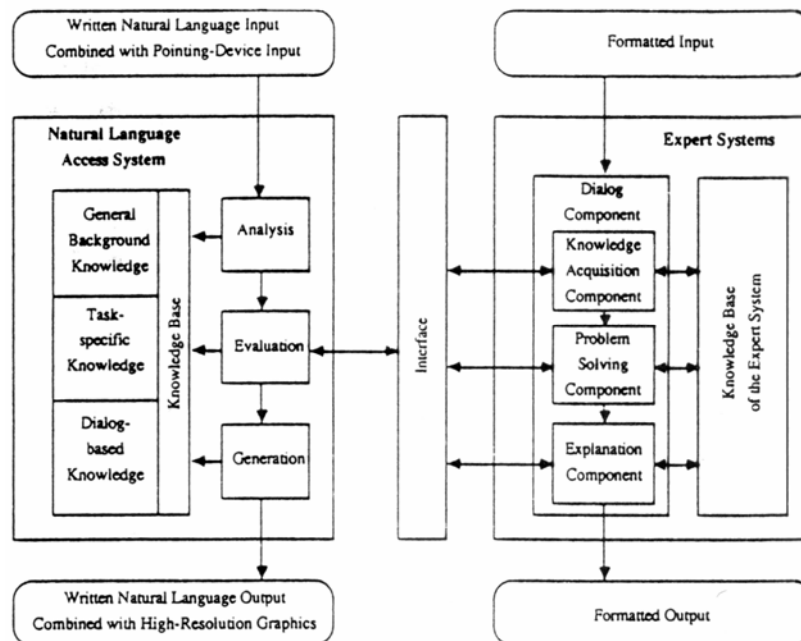 Written Natural Language Input
Combined with Pointing-Device Input
Formatted Input
Natural Language
Access System
General
Background
Knowledge
Task-
specific
Knowledge
Dialog-
based
Knowledge
Knowledge Base
Analysis
Evaluation
Generation
Interface
Expert Systems
Dialog
Component
Knowledge
Acquisition
Component
Problem
Solving
Component
Explanation
Component
Knowledge Base
of the Expert System
Written Natural Language Output
Combined with High-Resolution Graphics
Formatted Output